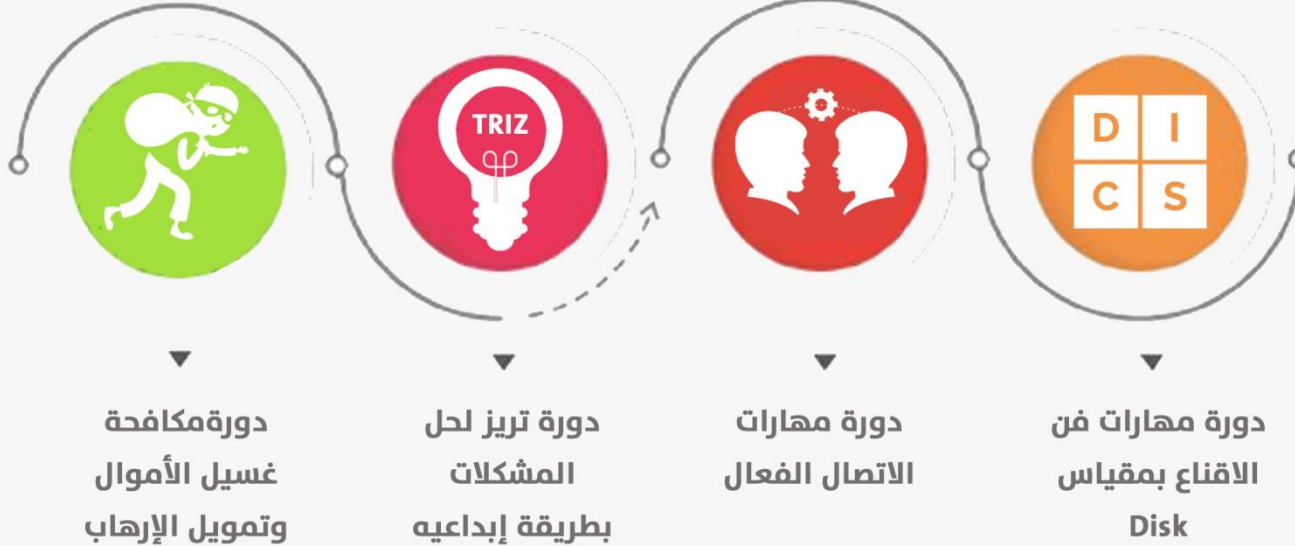 D I
C S
دورة مهارات فن
الاقناع بمقياس
Disk
دورة مهارات
الاتصال الفعال
TRIZ
دورة تريز لحل
المشكلات
بطريقة إبداعيه
دورةمكافحة
غسيل الأموال
وتمويل الإرهاب